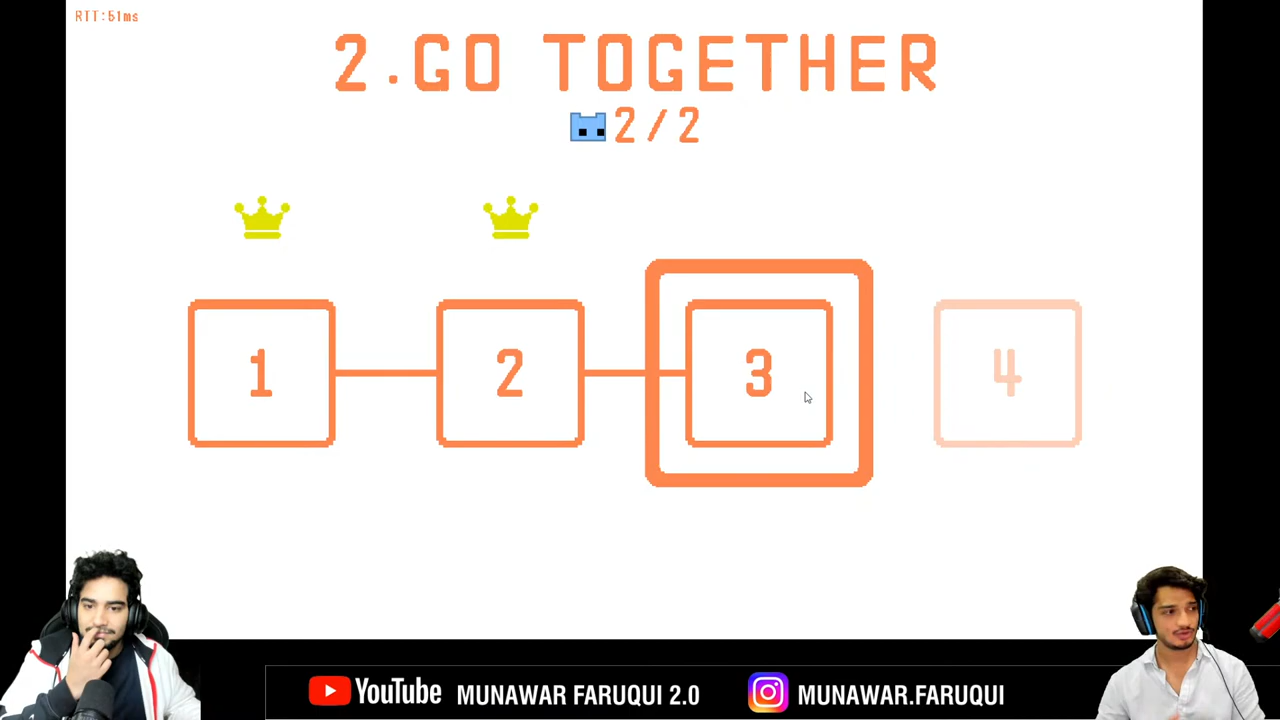 RTT:51ms
2.GO TOGETHER
2/2
1
2
3
4
YouTube MUNAWAR FARUQUI 2.0
MUNAWAR.FARUQUI